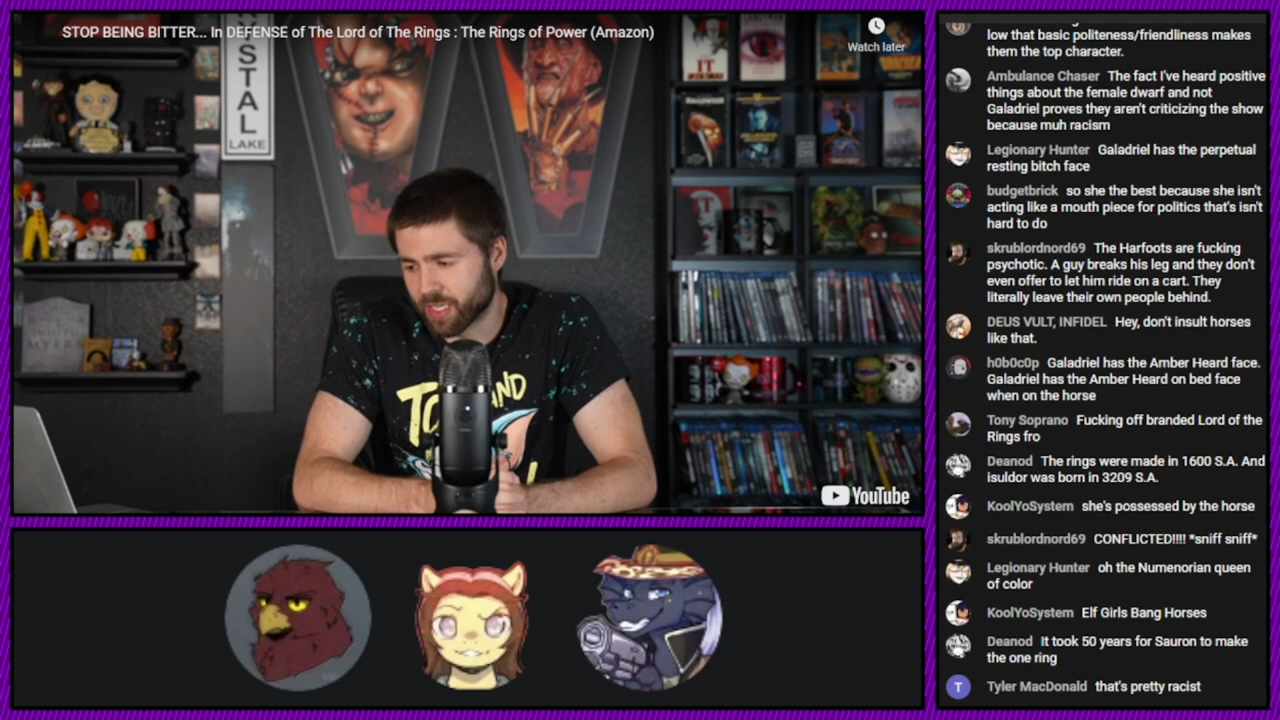 STOP BEING BITTER... In DEFENSE of The Lord of The Rings : The Rings of Power (Amazon)
Watch later
STAL
LAKE
IT
IT
JUDITH
MYERS
AND
YouTube
low that basic politeness/friendliness makes
them the top character.
Ambulance Chaser The fact I've heard positive
things about the female dwarf and not
Galadriel proves they aren't criticizing the show
because muh racism
Legionary Hunter Galadriel has the perpetual
resting bitch face
budgetbrick so she the best because she isn't
acting like a mouth piece for politics that's isn't
hard to do
skrublordnord69 The Harfoots are fucking
psychotic. A guy breaks his leg and they don't
even offer to let him ride on a cart. They
literally leave their own people behind.
DEUS VULT, INFIDEL Hey, don't insult horses
like that.
h0b0c0p Galadriel has the Amber Heard face.
Galadriel has the Amber Heard on bed face
when on the horse
Tony Soprano Fucking off branded Lord of the
Rings fro
Deanod The rings were made in 1600 S.A. And
isuldor was born in 3209 S.A.
KoolYoSystem she's possessed by the horse
skrublordnord69 CONFLICTED!!!! *sniff sniff*
Legionary Hunter oh the Numenorian queen
of color
KoolYoSystem Elf Girls Bang Horses
Deanod It took 50 years for Sauron to make
the one ring
T
Tyler MacDonald that's pretty racist